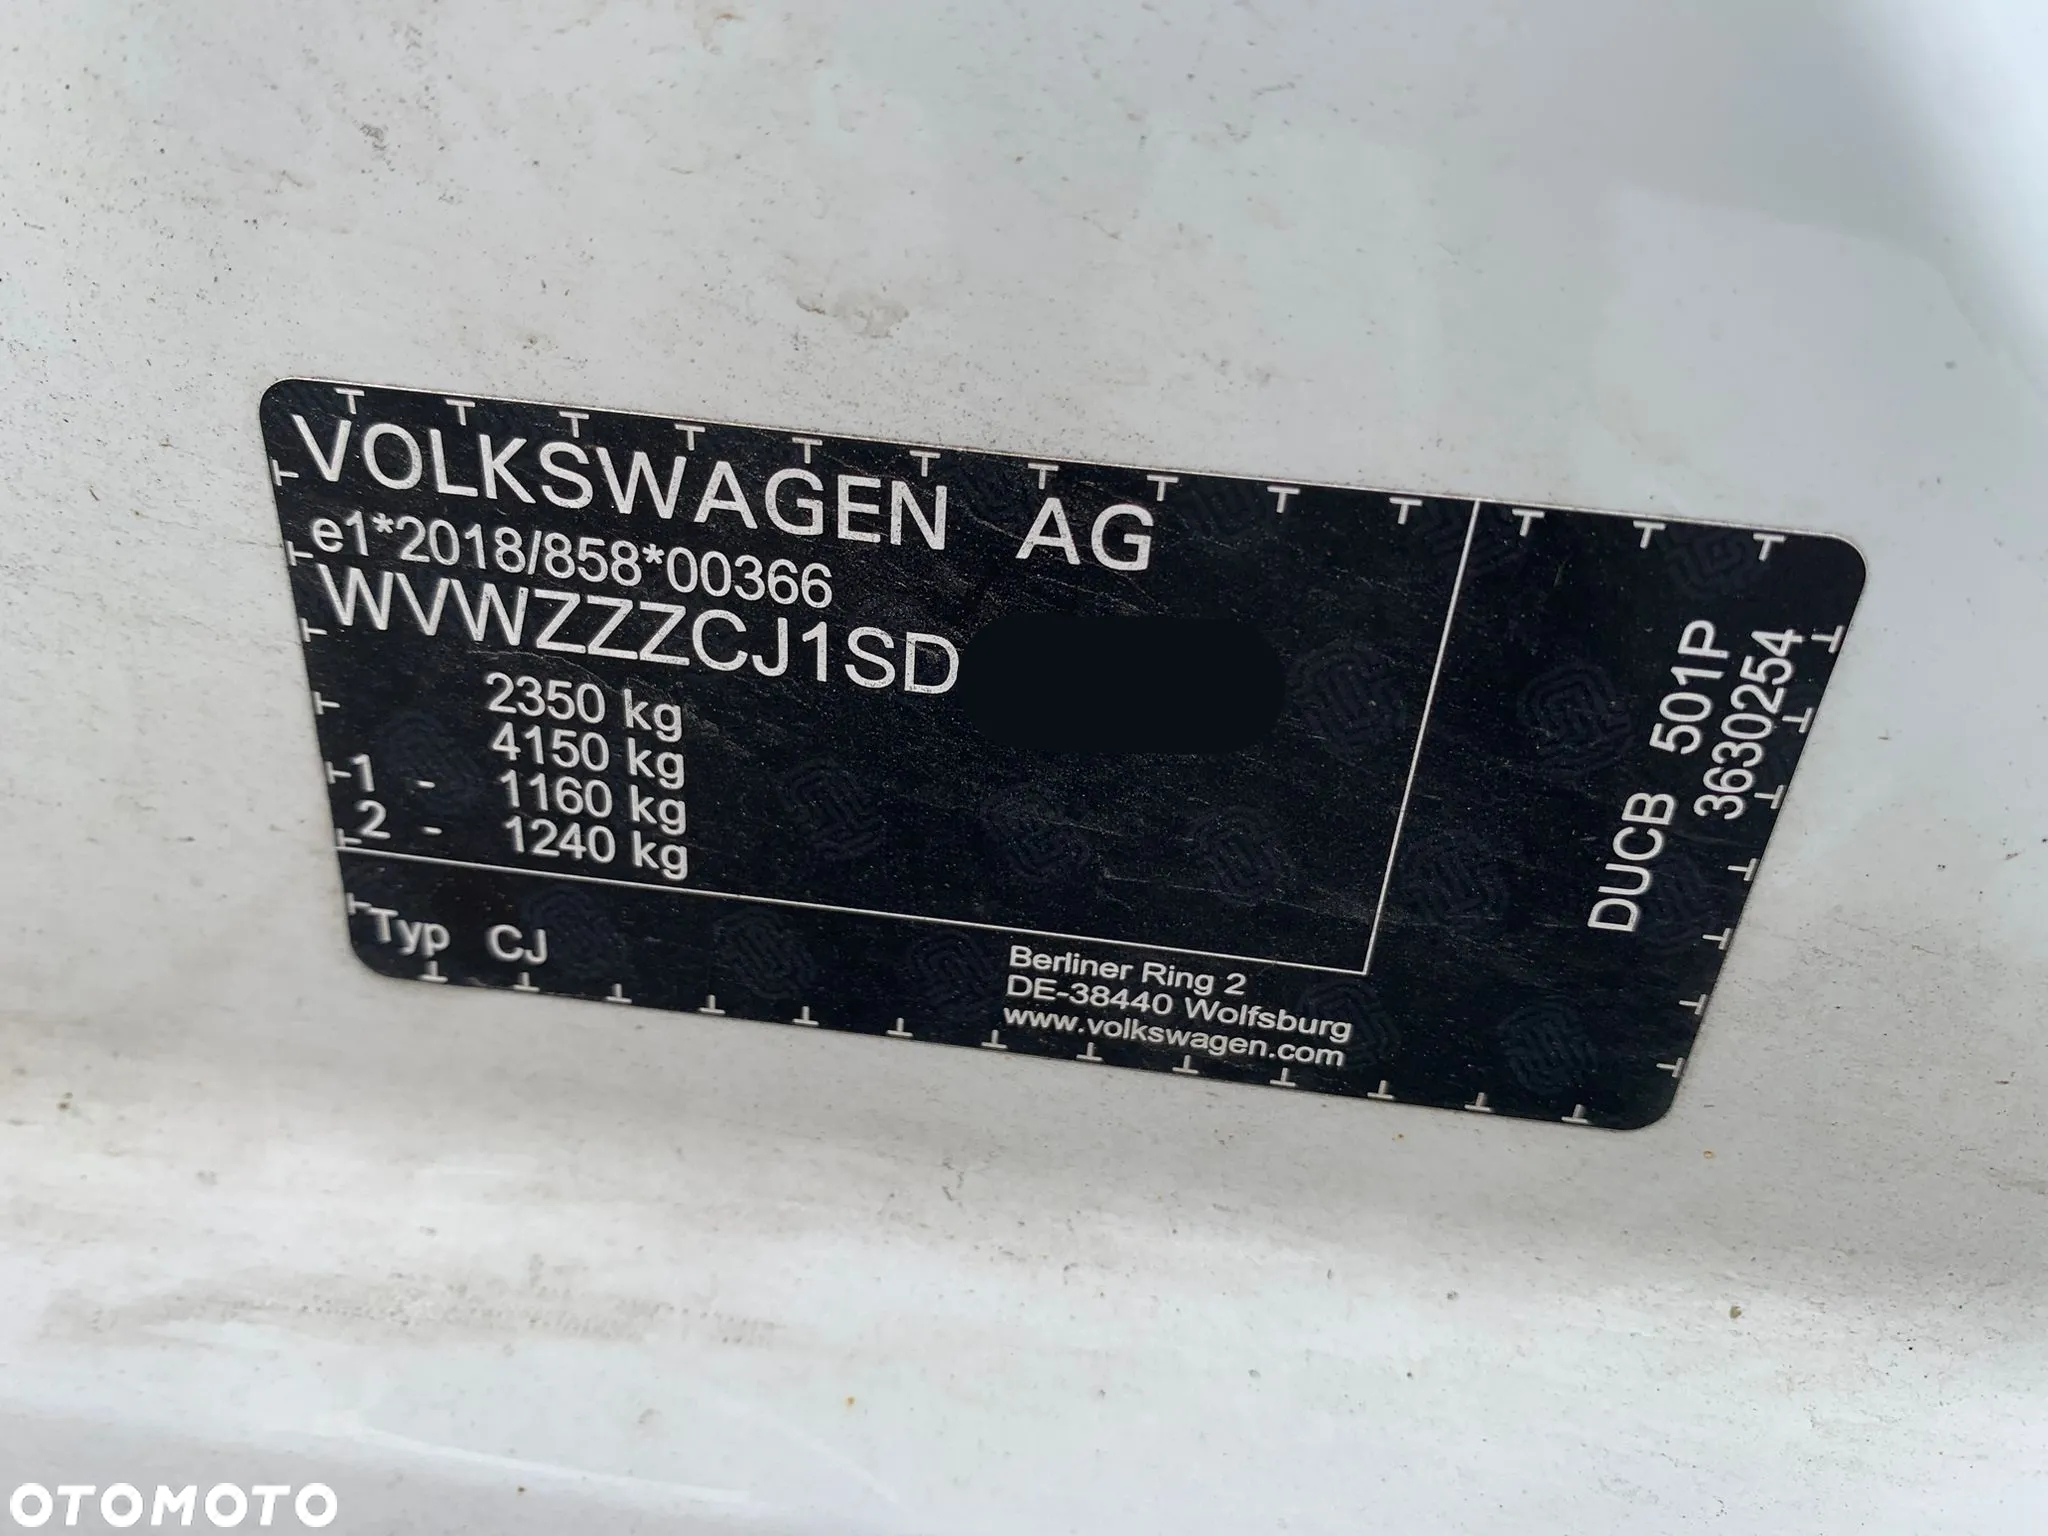 VOLKSWAGEN AG
e1*2018/858*00366
WVWZZZCJ1SD
2350 kg
4150 kg
1 - 1160 kg
2 - 1240 kg
Typ CJ
Berliner Ring 2
DE-38440 Wolfsburg
www.volkswagen.com
DUCB 501P
3630254
OTOMOTO